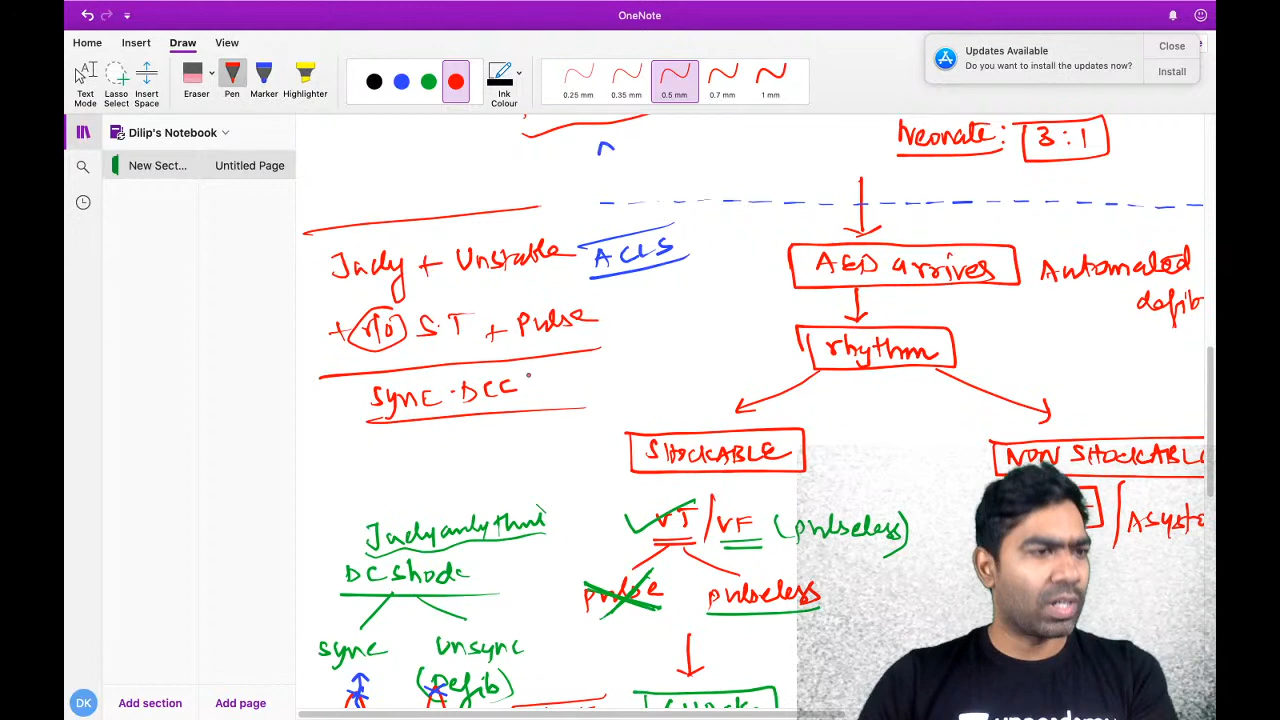 OneNote
Home Insert Draw View
Updates Available
Do you want to install the updates now?
Close
Install
Text Mode
Lasso Select
Insert Space
Eraser
Pen
Marker
Highlighter
Ink Colour
0.25 mm
0.35 mm
0.5 mm
0.7 mm
1 mm
Dilip's Notebook
New Sect...
Untitled Page
Neonate: 3 : 1
Tachy + Unstable
ACLS
+ r/o S.T + Pulse
Sync. DCC
AED arrives
Automated
defib
rhythm
SHOCKABLE
NON SHOCKABLE
VT / VF (pulseless)
/ Asysto
pulse
pulseless
Tachyarrhythmi
DC Shock
sync
Unsync
(Defib)
DK
Add section
Add page